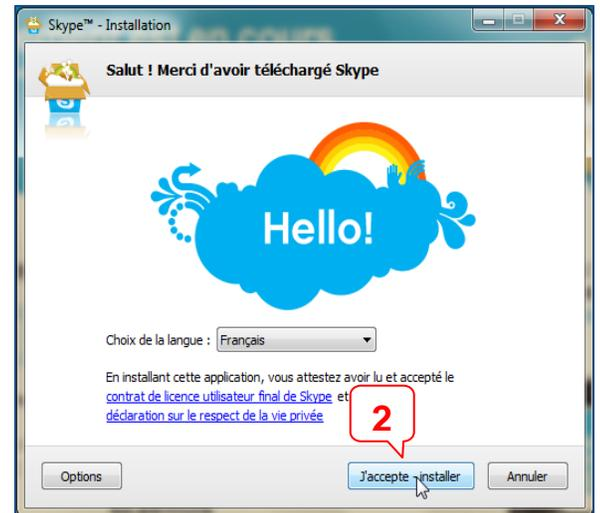 Skype™ - Installation
Salut ! Merci d'avoir téléchargé Skype
Hello!
Choix de la langue : Français
En installant cette application, vous attestez avoir lu et accepté le
contrat de licence utilisateur final de Skype et
déclaration sur le respect de la vie privée
2
Options
J'accepte - installer
Annuler